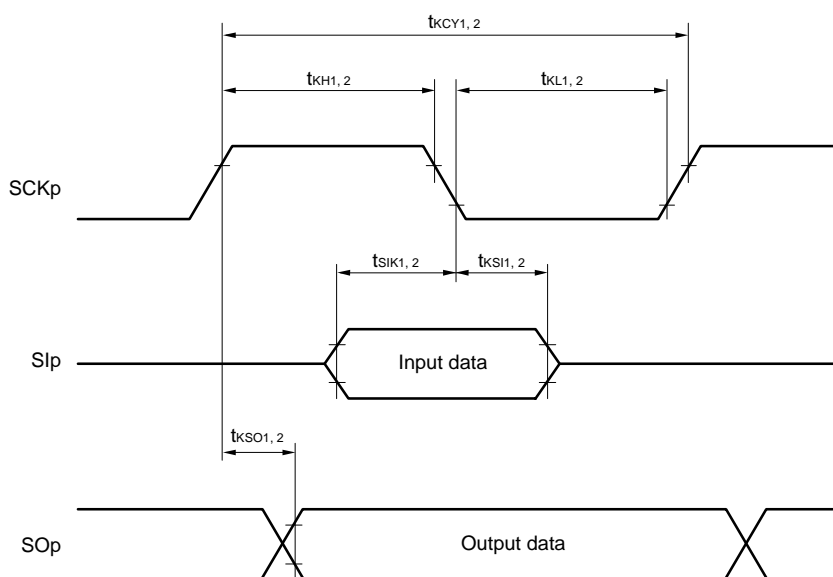 tKCY1, 2
tKH1, 2
tKL1, 2
SCKp
tSIK1, 2
tKSI1, 2
SIp
Input data
tKSO1, 2
SOp
Output data